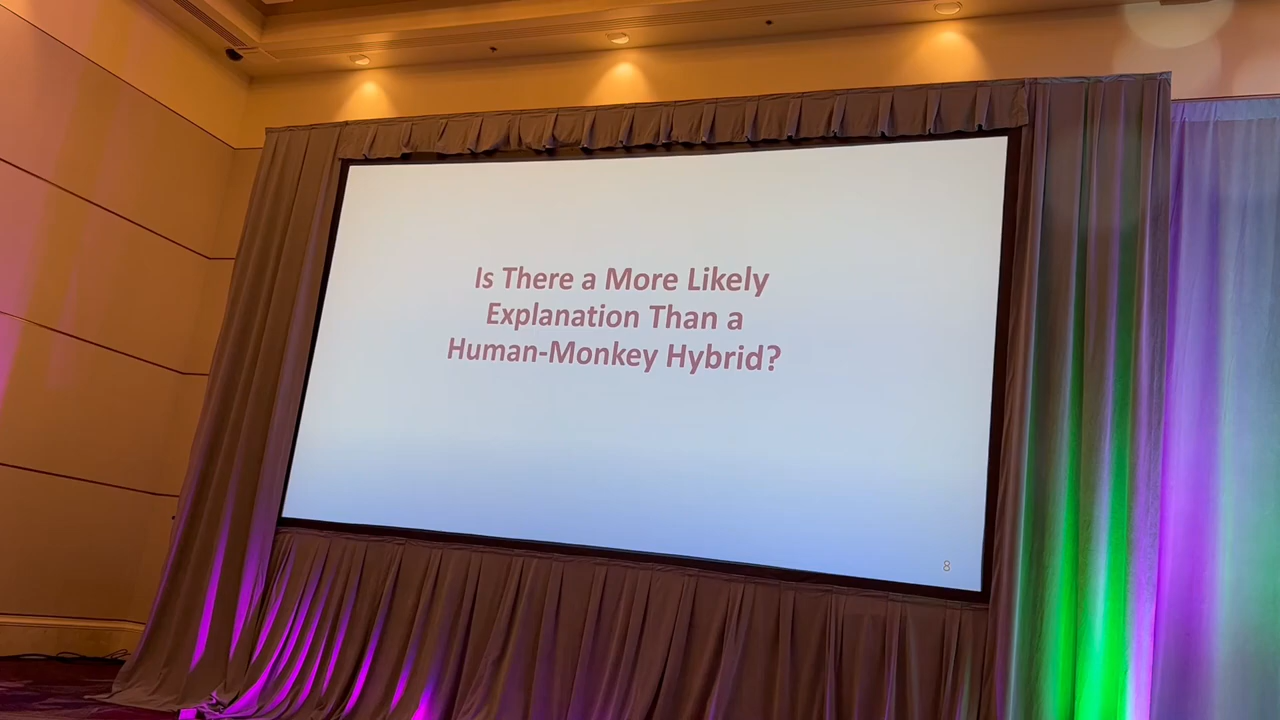 Is There a More Likely
Explanation Than a
Human-Monkey Hybrid?
8